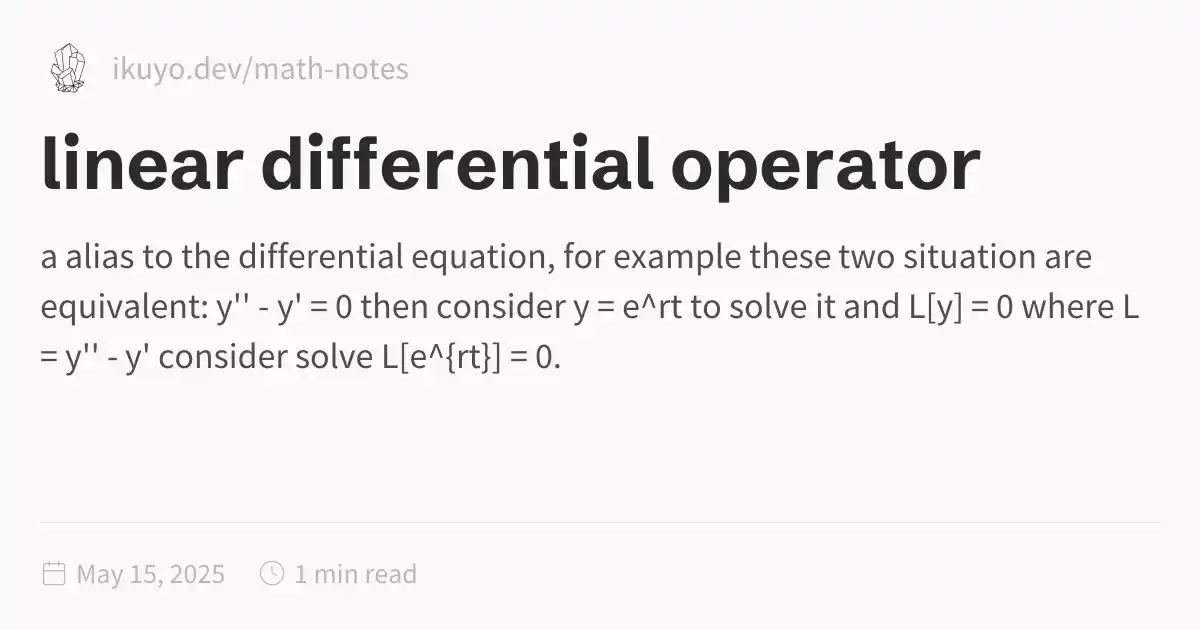 ikuyo.dev/math-notes
linear differential operator
a alias to the differential equation, for example these two situation are
equivalent: y'' - y' = 0 then consider y = e^rt to solve it and L[y] = 0 where L
= y'' - y' consider solve L[e^{rt}] = 0.
May 15, 2025 1 min read